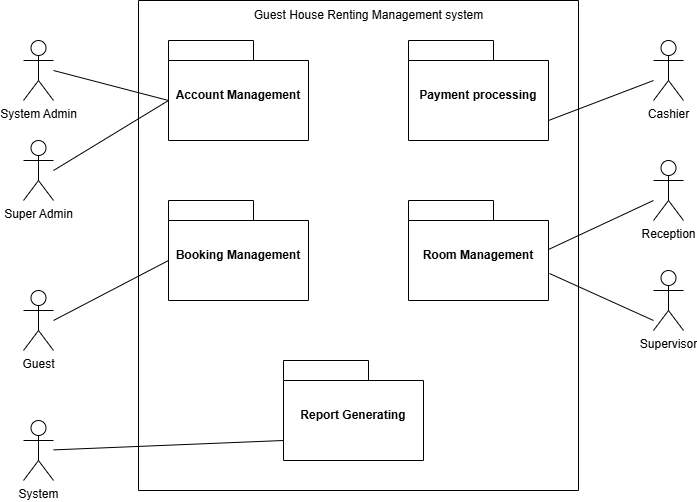 Guest House Renting Management system
System Admin
Account Management
Payment processing
Cashier
Super Admin
Booking Management
Room Management
Reception
Guest
Supervisor
Report Generating
System